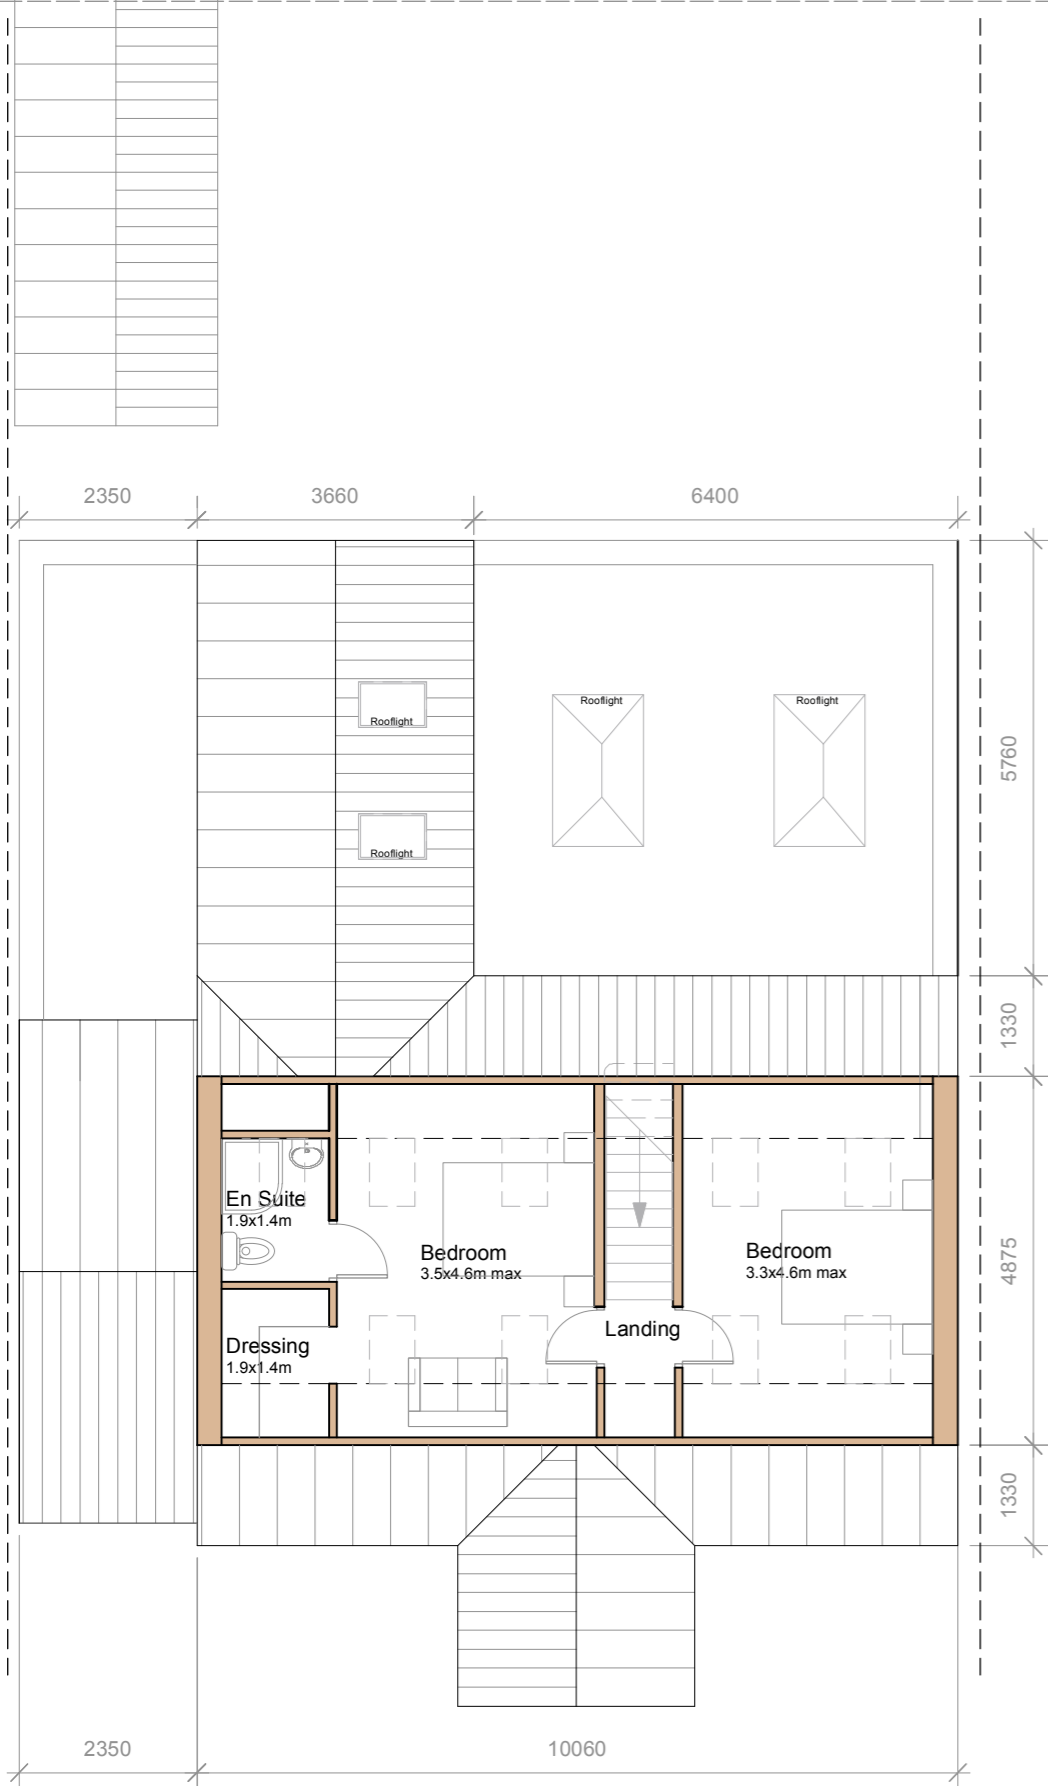 2350
3660
6400
Rooflight
Rooflight
Rooflight
5760
Rooflight
1330
En Suite
1.9x1.4m
Bedroom
3.5x4.6m max
Bedroom
3.3x4.6m max
4875
Landing
Dressing
1.9x1.4m
1330
2350
10060